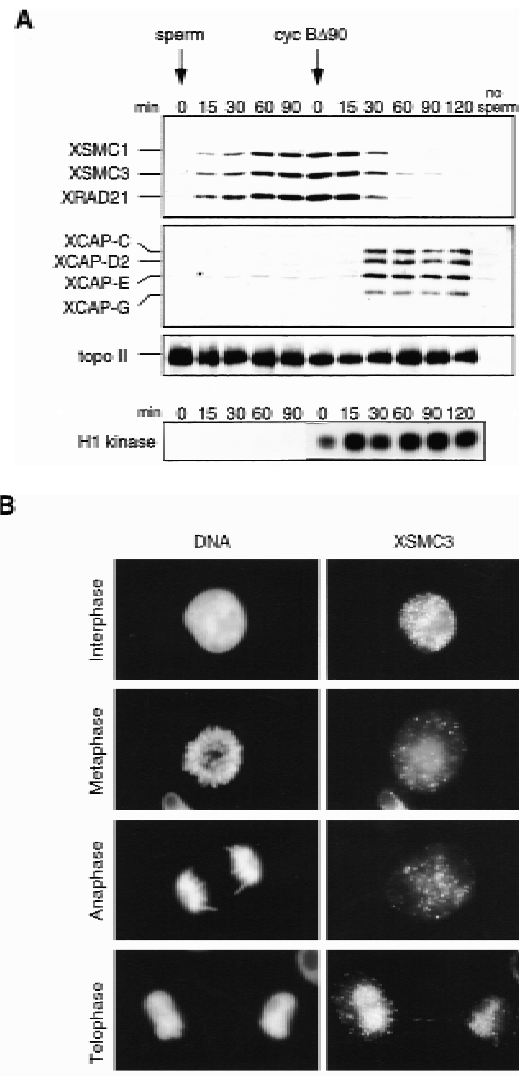 A
sperm cyc BΔ90
min 0 15 30 60 90 0 15 30 60 90 120 no sperm
XSMC1
XSMC3
XRAD21
XCAP-C
XCAP-D2
XCAP-E
XCAP-G
topo II
min 0 15 30 60 90 0 15 30 60 90 120
H1 kinase
B
DNA XSMC3
Interphase
Metaphase
Anaphase
Telophase